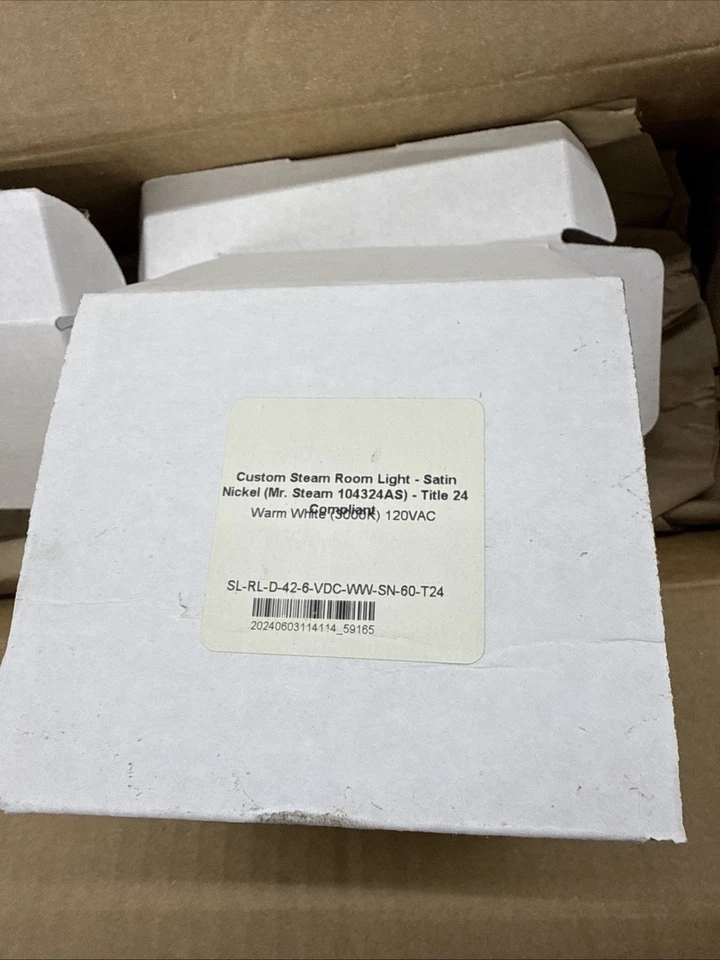 Custom Steam Room Light - Satin
Nickel (Mr. Steam 104324AS) - Title 24
Compliant
Warm White (3000K) 120VAC
SL-RL-D-42-6-VDC-WW-SN-60-T24
20240603114114_59165